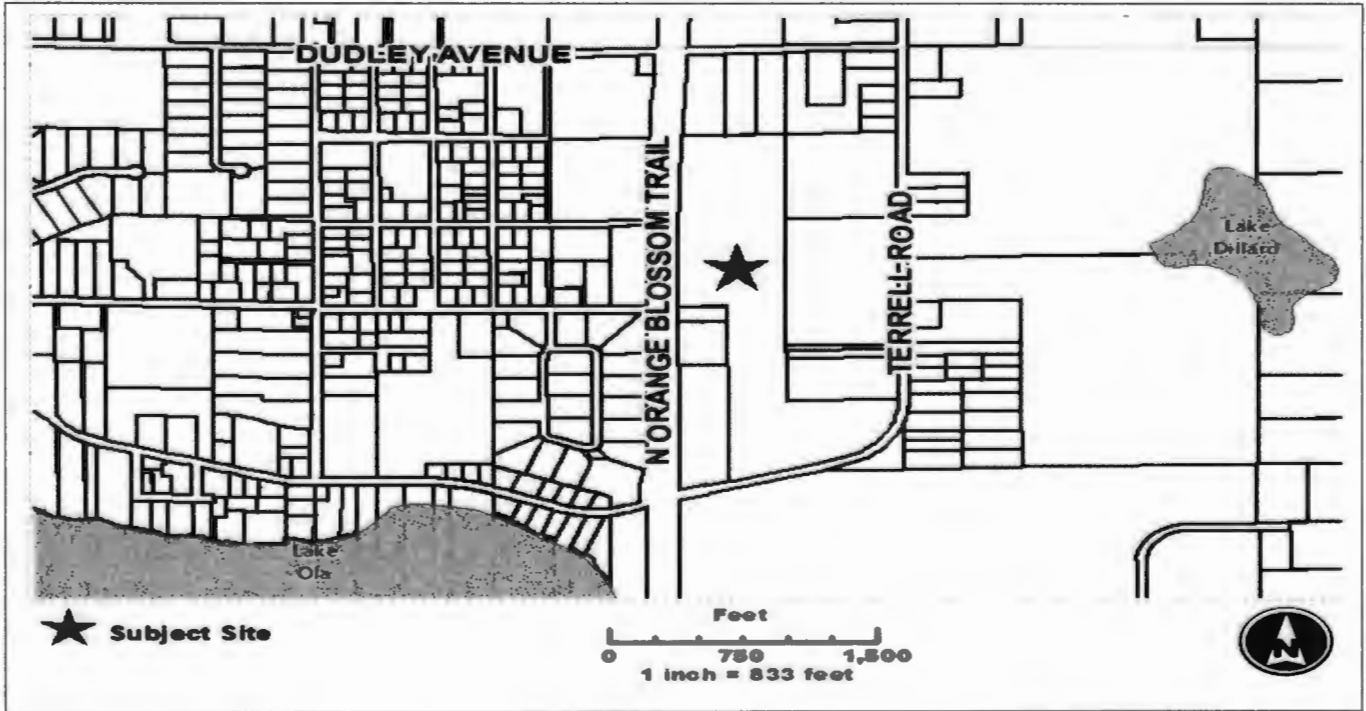 DUDLEY AVENUE
N ORANGE BLOSSOM TRAIL
TERRELL ROAD
Lake
Dillard
Lake
Ola
Subject Site
Feet
0 750 1,500
1 inch = 833 feet
N